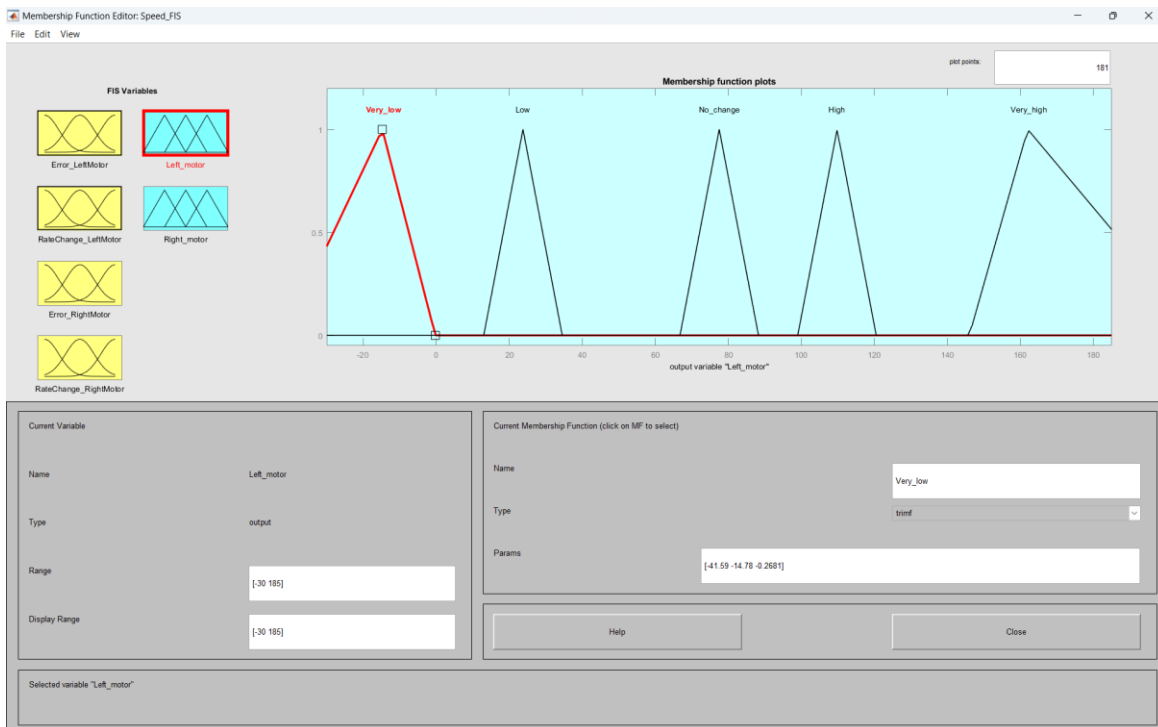 Membership Function Editor: Speed_FIS
File Edit View
plot points:
181
FIS Variables
Membership function plots
Error_LeftMotor
Left_motor
RateChange_LeftMotor
Right_motor
Error_RightMotor
RateChange_RightMotor
Very_low Low No_change High Very_high
1
0.5
0
-20 0 20 40 60 80 100 120 140 160 180
output variable "Left_motor"
Current Variable
Name Left_motor
Type output
Range [-30 185]
Display Range [-30 185]
Current Membership Function (click on MF to select)
Name Very_low
Type trimf
Params [-41.59 -14.78 -0.2681]
Help Close
Selected variable "Left_motor"